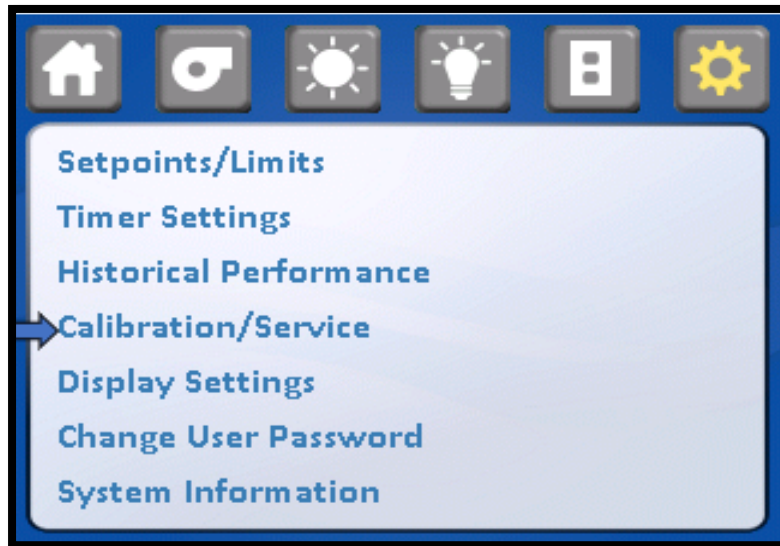 Setpoints/Limits
Timer Settings
Historical Performance
Calibration/Service
Display Settings
Change User Password
System Information